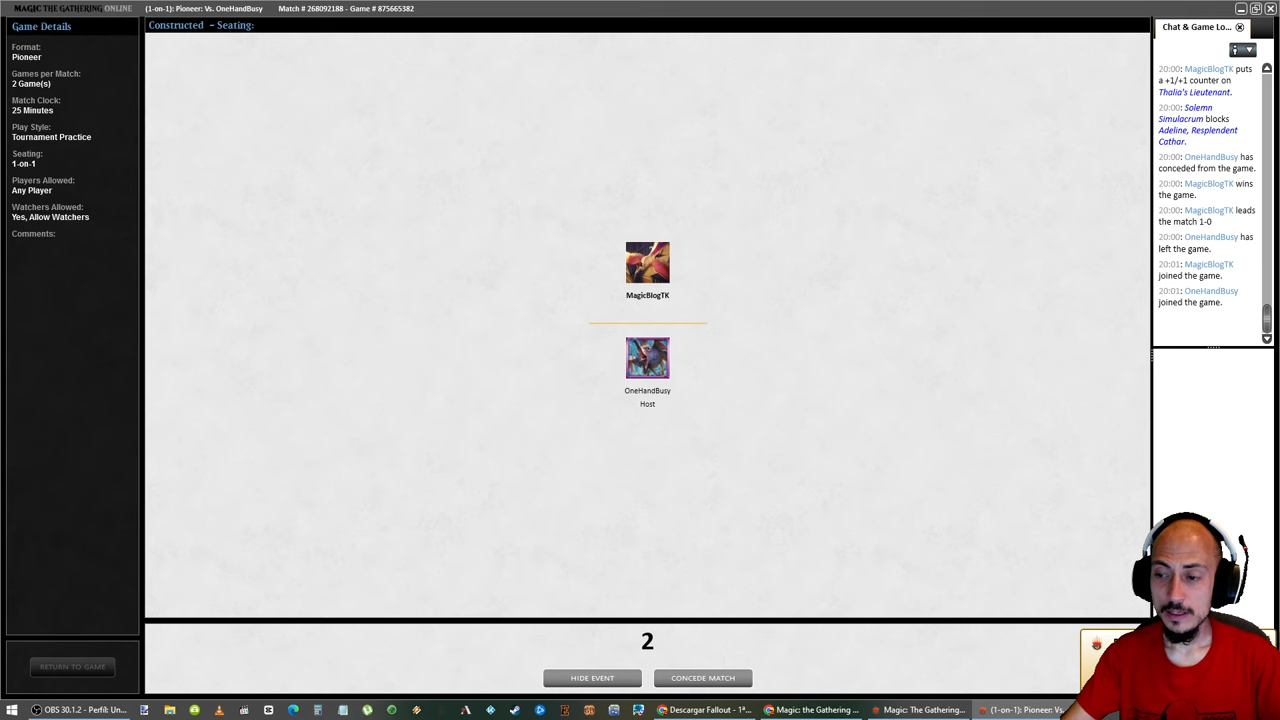 MAGIC THE GATHERING ONLINE (1-on-1): Pioneer: Vs. OneHandBusy Match # 268092188 - Game # 875665382
Game Details
Format:
Pioneer
Games per Match:
2 Game(s)
Match Clock:
25 Minutes
Play Style:
Tournament Practice
Seating:
1-on-1
Players Allowed:
Any Player
Watchers Allowed:
Yes, Allow Watchers
Comments:
RETURN TO GAME
Constructed - Seating:
MagicBlogTK
OneHandBusy
Host
2
HIDE EVENT CONCEDE MATCH
Chat & Game Lo...
20:00: MagicBlogTK puts
a +1/+1 counter on
Thalia's Lieutenant.
20:00: Solemn
Simulacrum blocks
Adeline, Resplendent
Cathar.
20:00: OneHandBusy has
conceded from the game.
20:00: MagicBlogTK wins
the game.
20:00: MagicBlogTK leads
the match 1-0
20:00: OneHandBusy has
left the game.
20:01: MagicBlogTK
joined the game.
20:01: OneHandBusy
joined the game.
OBS 30.1.2 - Perfil: Un... Descargar Fallout - 1ª... Magic: the Gathering ... Magic: The Gathering... (1-on-1): Pioneer: Vs.